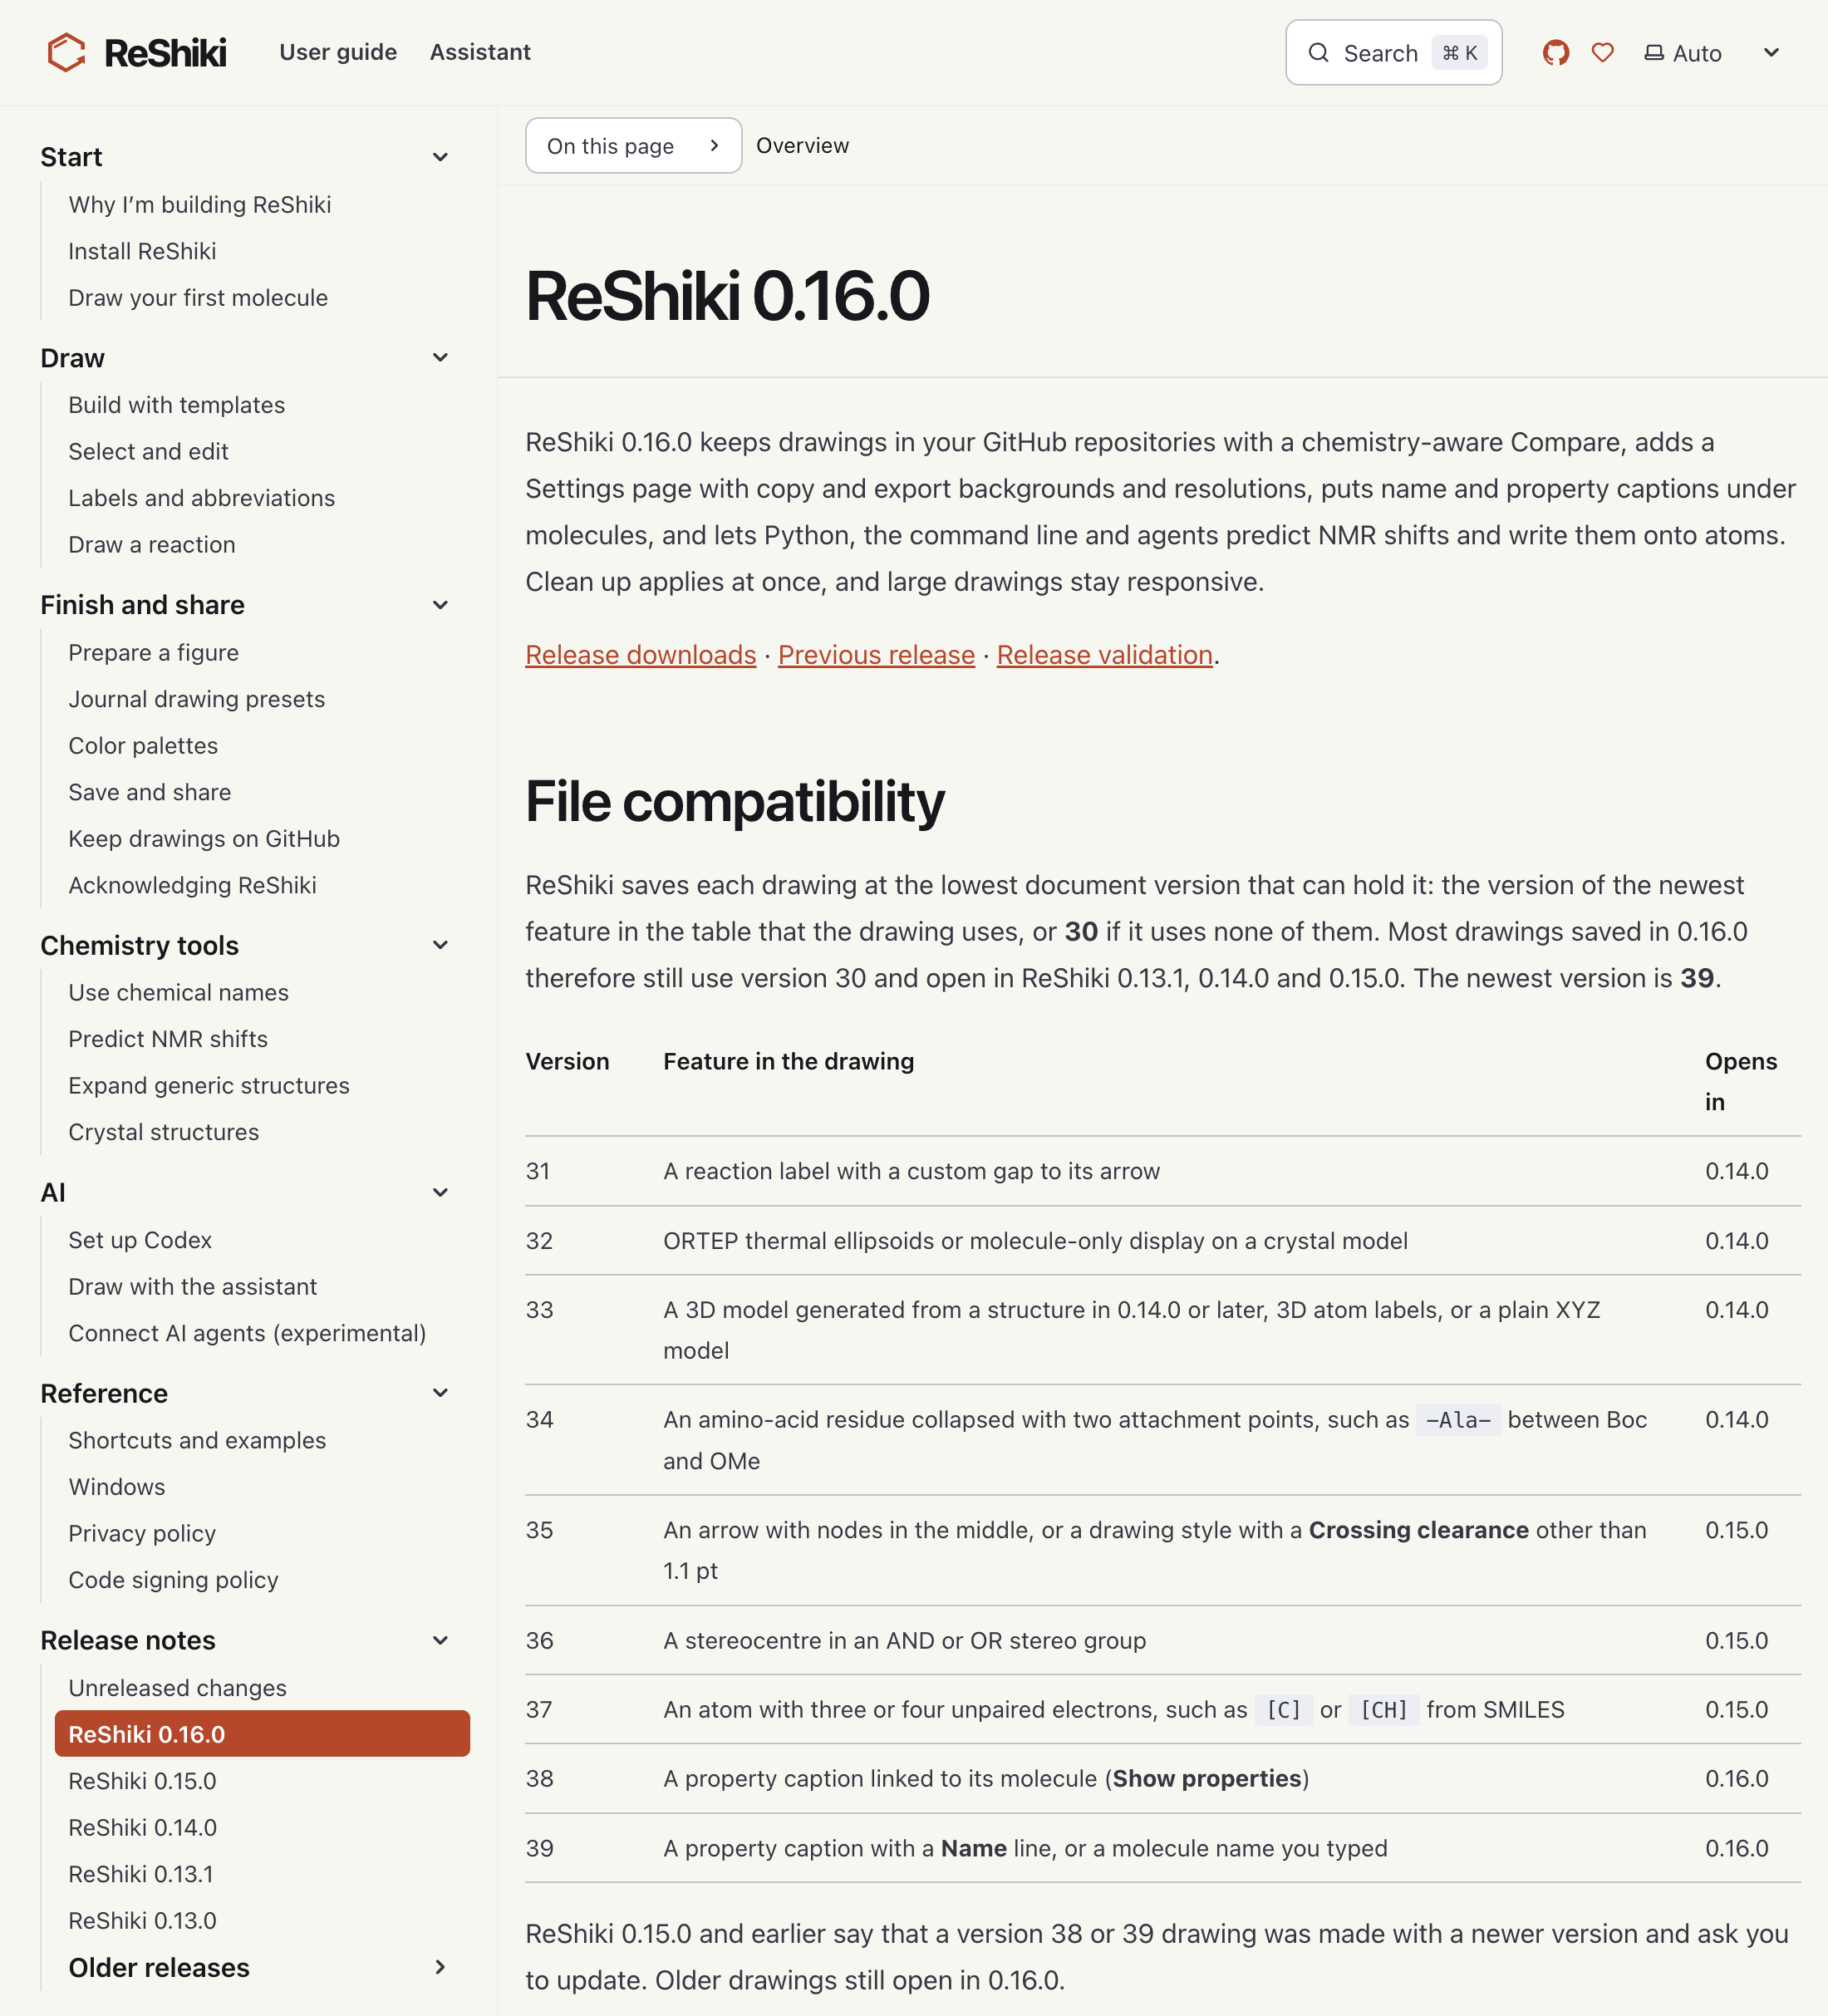 ReShiki
User guide
Assistant
Search
⌘ K
Auto
Start
Why I’m building ReShiki
Install ReShiki
Draw your first molecule
Draw
Build with templates
Select and edit
Labels and abbreviations
Draw a reaction
Finish and share
Prepare a figure
Journal drawing presets
Color palettes
Save and share
Keep drawings on GitHub
Acknowledging ReShiki
Chemistry tools
Use chemical names
Predict NMR shifts
Expand generic structures
Crystal structures
AI
Set up Codex
Draw with the assistant
Connect AI agents (experimental)
Reference
Shortcuts and examples
Windows
Privacy policy
Code signing policy
Release notes
Unreleased changes
ReShiki 0.16.0
ReShiki 0.15.0
ReShiki 0.14.0
ReShiki 0.13.1
ReShiki 0.13.0
Older releases
On this page
Overview
ReShiki 0.16.0
ReShiki 0.16.0 keeps drawings in your GitHub repositories with a chemistry-aware Compare, adds a
Settings page with copy and export backgrounds and resolutions, puts name and property captions under
molecules, and lets Python, the command line and agents predict NMR shifts and write them onto atoms.
Clean up applies at once, and large drawings stay responsive.
Release downloads · Previous release · Release validation.
File compatibility
ReShiki saves each drawing at the lowest document version that can hold it: the version of the newest
feature in the table that the drawing uses, or 30 if it uses none of them. Most drawings saved in 0.16.0
therefore still use version 30 and open in ReShiki 0.13.1, 0.14.0 and 0.15.0. The newest version is 39.
Version Feature in the drawing Opens
in
31 A reaction label with a custom gap to its arrow 0.14.0
32 ORTEP thermal ellipsoids or molecule-only display on a crystal model 0.14.0
33 A 3D model generated from a structure in 0.14.0 or later, 3D atom labels, or a plain XYZ 0.14.0
model
34 An amino-acid residue collapsed with two attachment points, such as –Ala– between Boc 0.14.0
and OMe
35 An arrow with nodes in the middle, or a drawing style with a Crossing clearance other than 0.15.0
1.1 pt
36 A stereocentre in an AND or OR stereo group 0.15.0
37 An atom with three or four unpaired electrons, such as [C] or [CH] from SMILES 0.15.0
38 A property caption linked to its molecule (Show properties) 0.16.0
39 A property caption with a Name line, or a molecule name you typed 0.16.0
ReShiki 0.15.0 and earlier say that a version 38 or 39 drawing was made with a newer version and ask you
to update. Older drawings still open in 0.16.0.